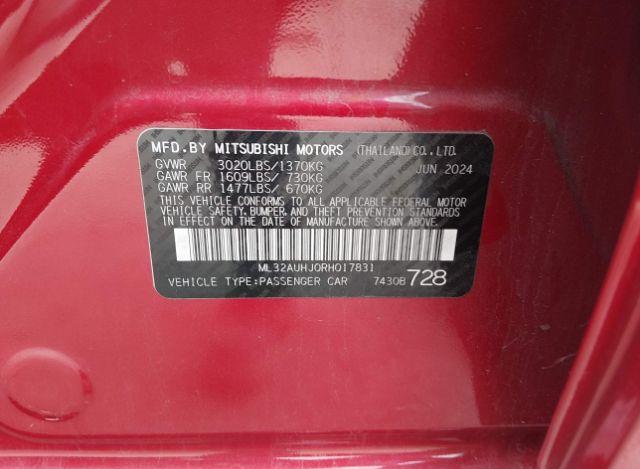 MFD.BY MITSUBISHI MOTORS (THAILAND)CO.,LTD.
GVWR 3020LBS/1370KG JUN 2024
GAWR FR 1609LBS/ 730KG
GAWR RR 1477LBS/ 670KG
THIS VEHICLE CONFORMS TO ALL APPLICABLE FEDERAL MOTOR
VEHICLE SAFETY, BUMPER, AND THEFT PREVENTION STANDARDS
IN EFFECT ON THE DATE OF MANUFACTURE SHOWN ABOVE.
ML32AUHJ0RH017831
VEHICLE TYPE:PASSENGER CAR 7430B 728